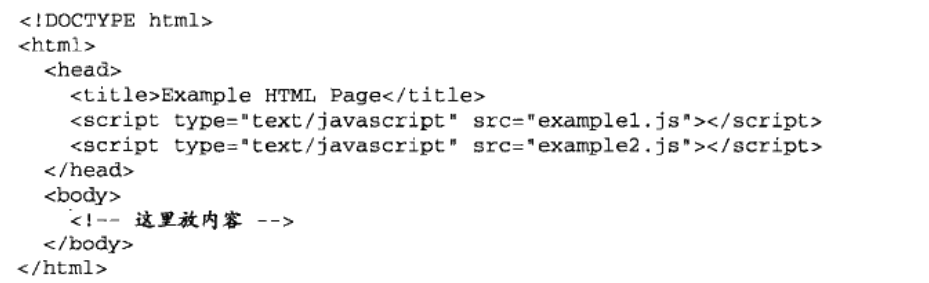 <!DOCTYPE html>
<html>
<head>
<title>Example HTML Page</title>
<script type="text/javascript" src="example1.js"></script>
<script type="text/javascript" src="example2.js"></script>
</head>
<body>
<!-- 这里放内容 -->
</body>
</html>